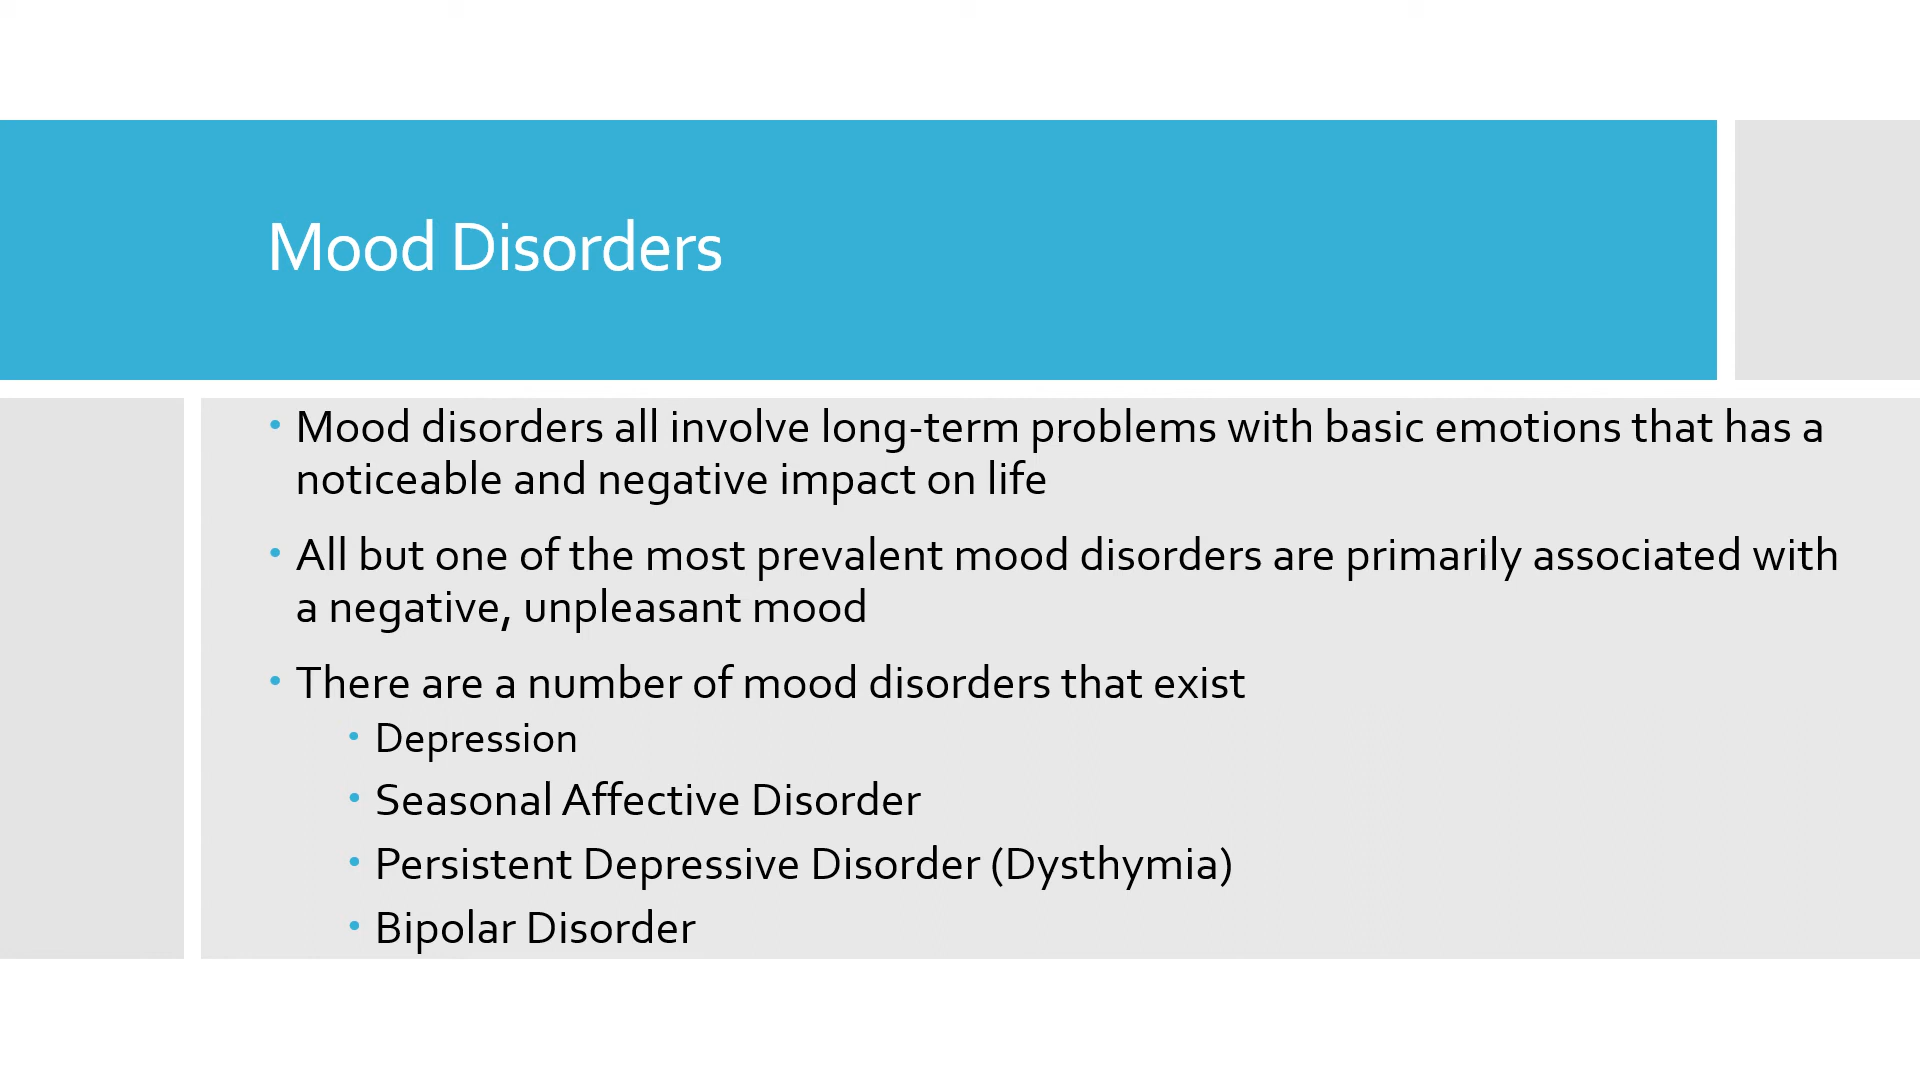 Mood Disorders
• Mood disorders all involve long-term problems with basic emotions that has a
noticeable and negative impact on life
• All but one of the most prevalent mood disorders are primarily associated with
a negative, unpleasant mood
• There are a number of mood disorders that exist
• Depression
• Seasonal Affective Disorder
• Persistent Depressive Disorder (Dysthymia)
• Bipolar Disorder